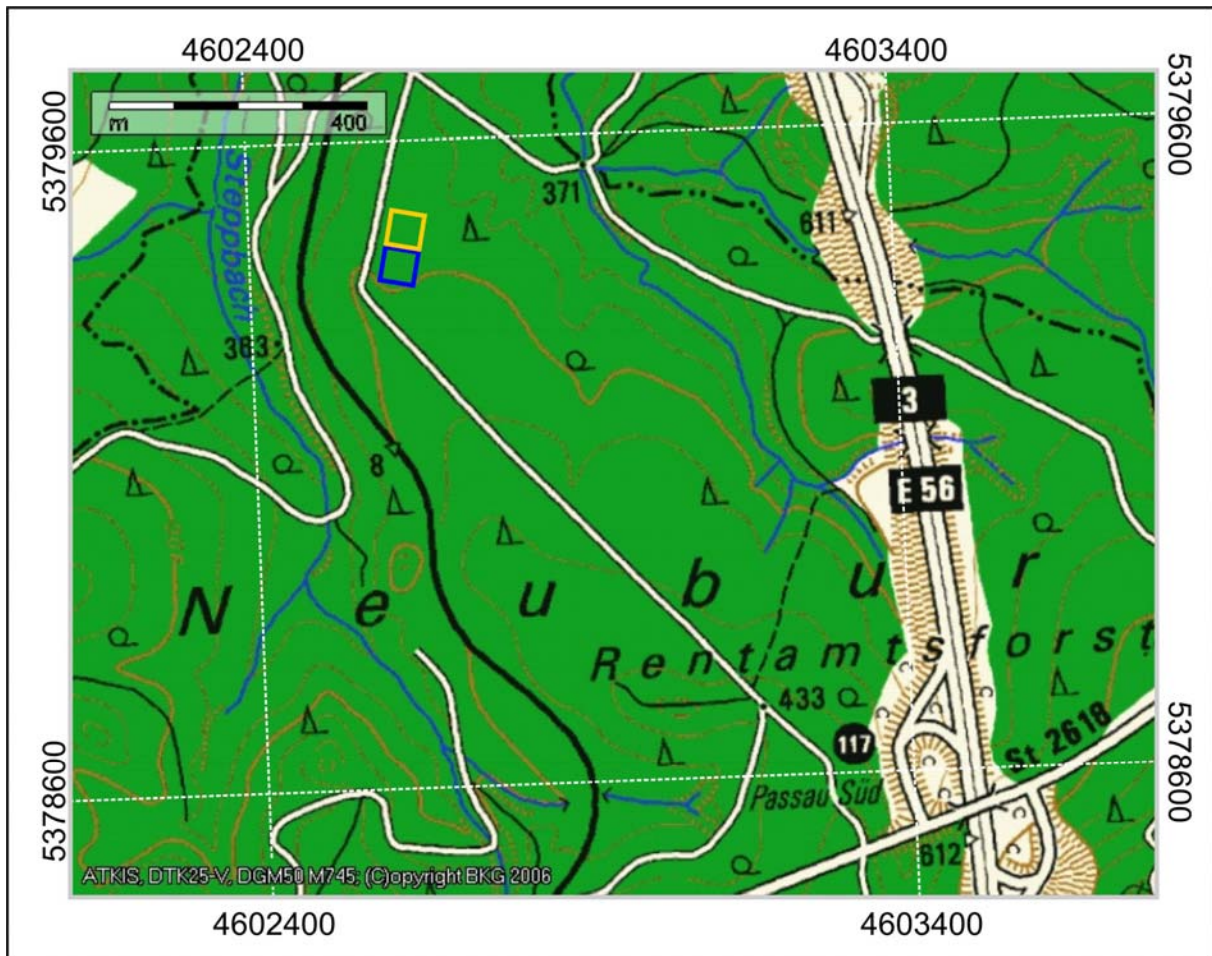 4602400 4603400
5379600
5379600
m 400
Steppbach
371
611
363
3
8
E 56
N e u b u r
Rentamtsforst
433
117
St 2618
Passau Süd
5378600
5378600
612
ATKIS, DTK25-V, DGM50 M745; (C)opyright BKG 2006
4602400 4603400